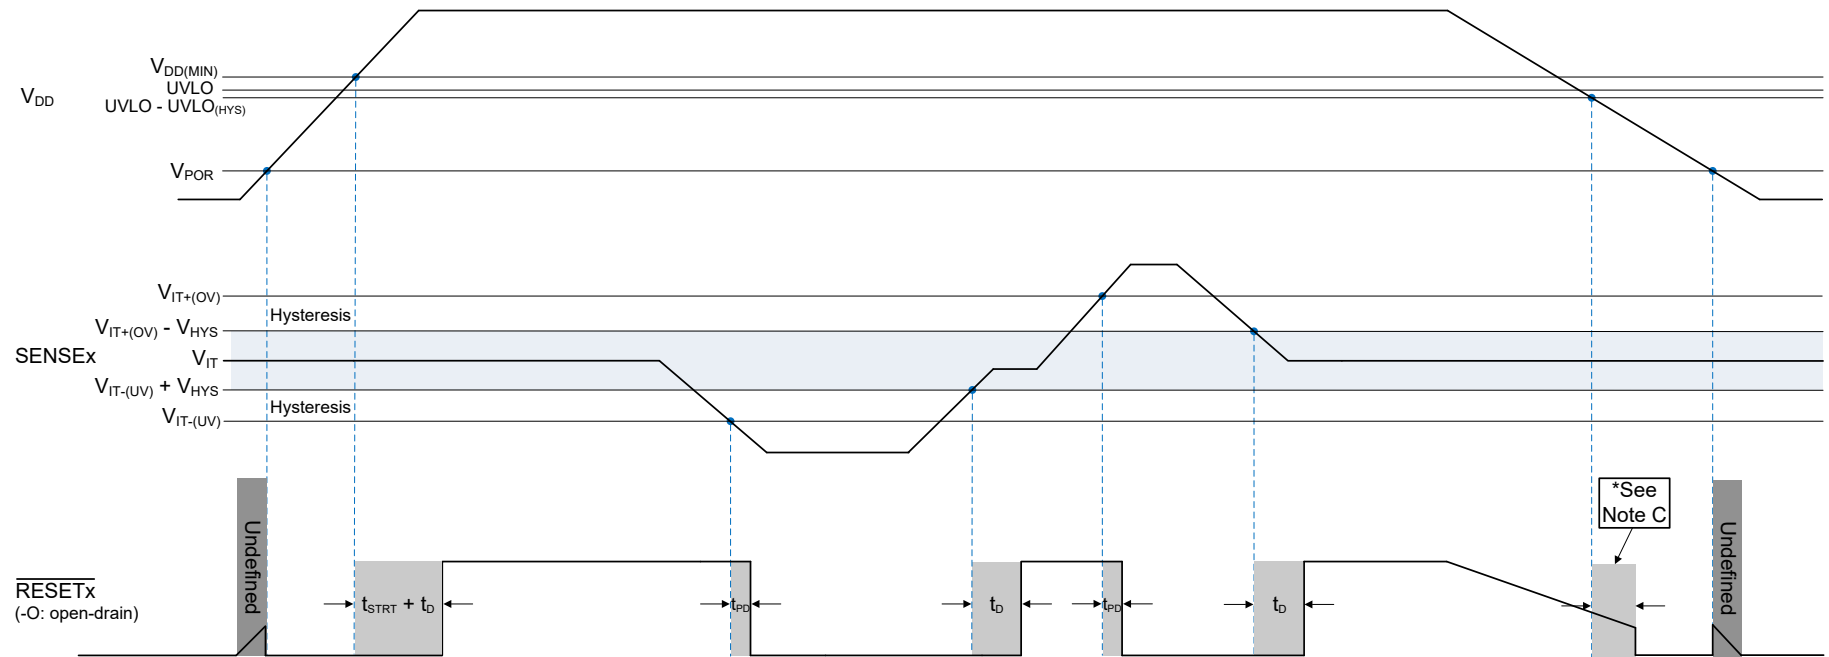 VDD
VDD(MIN)
UVLO
UVLO - UVLO(HYS)
VPOR
SENSEx
VIT+(OV)
Hysteresis
VIT+(OV) - VHYS
VIT
VIT-(UV) + VHYS
Hysteresis
VIT-(UV)
*See
Note C
Undefined
Undefined
RESETx
(-O: open-drain)
tSTRT + tD
tPD
tD
tPD
tD